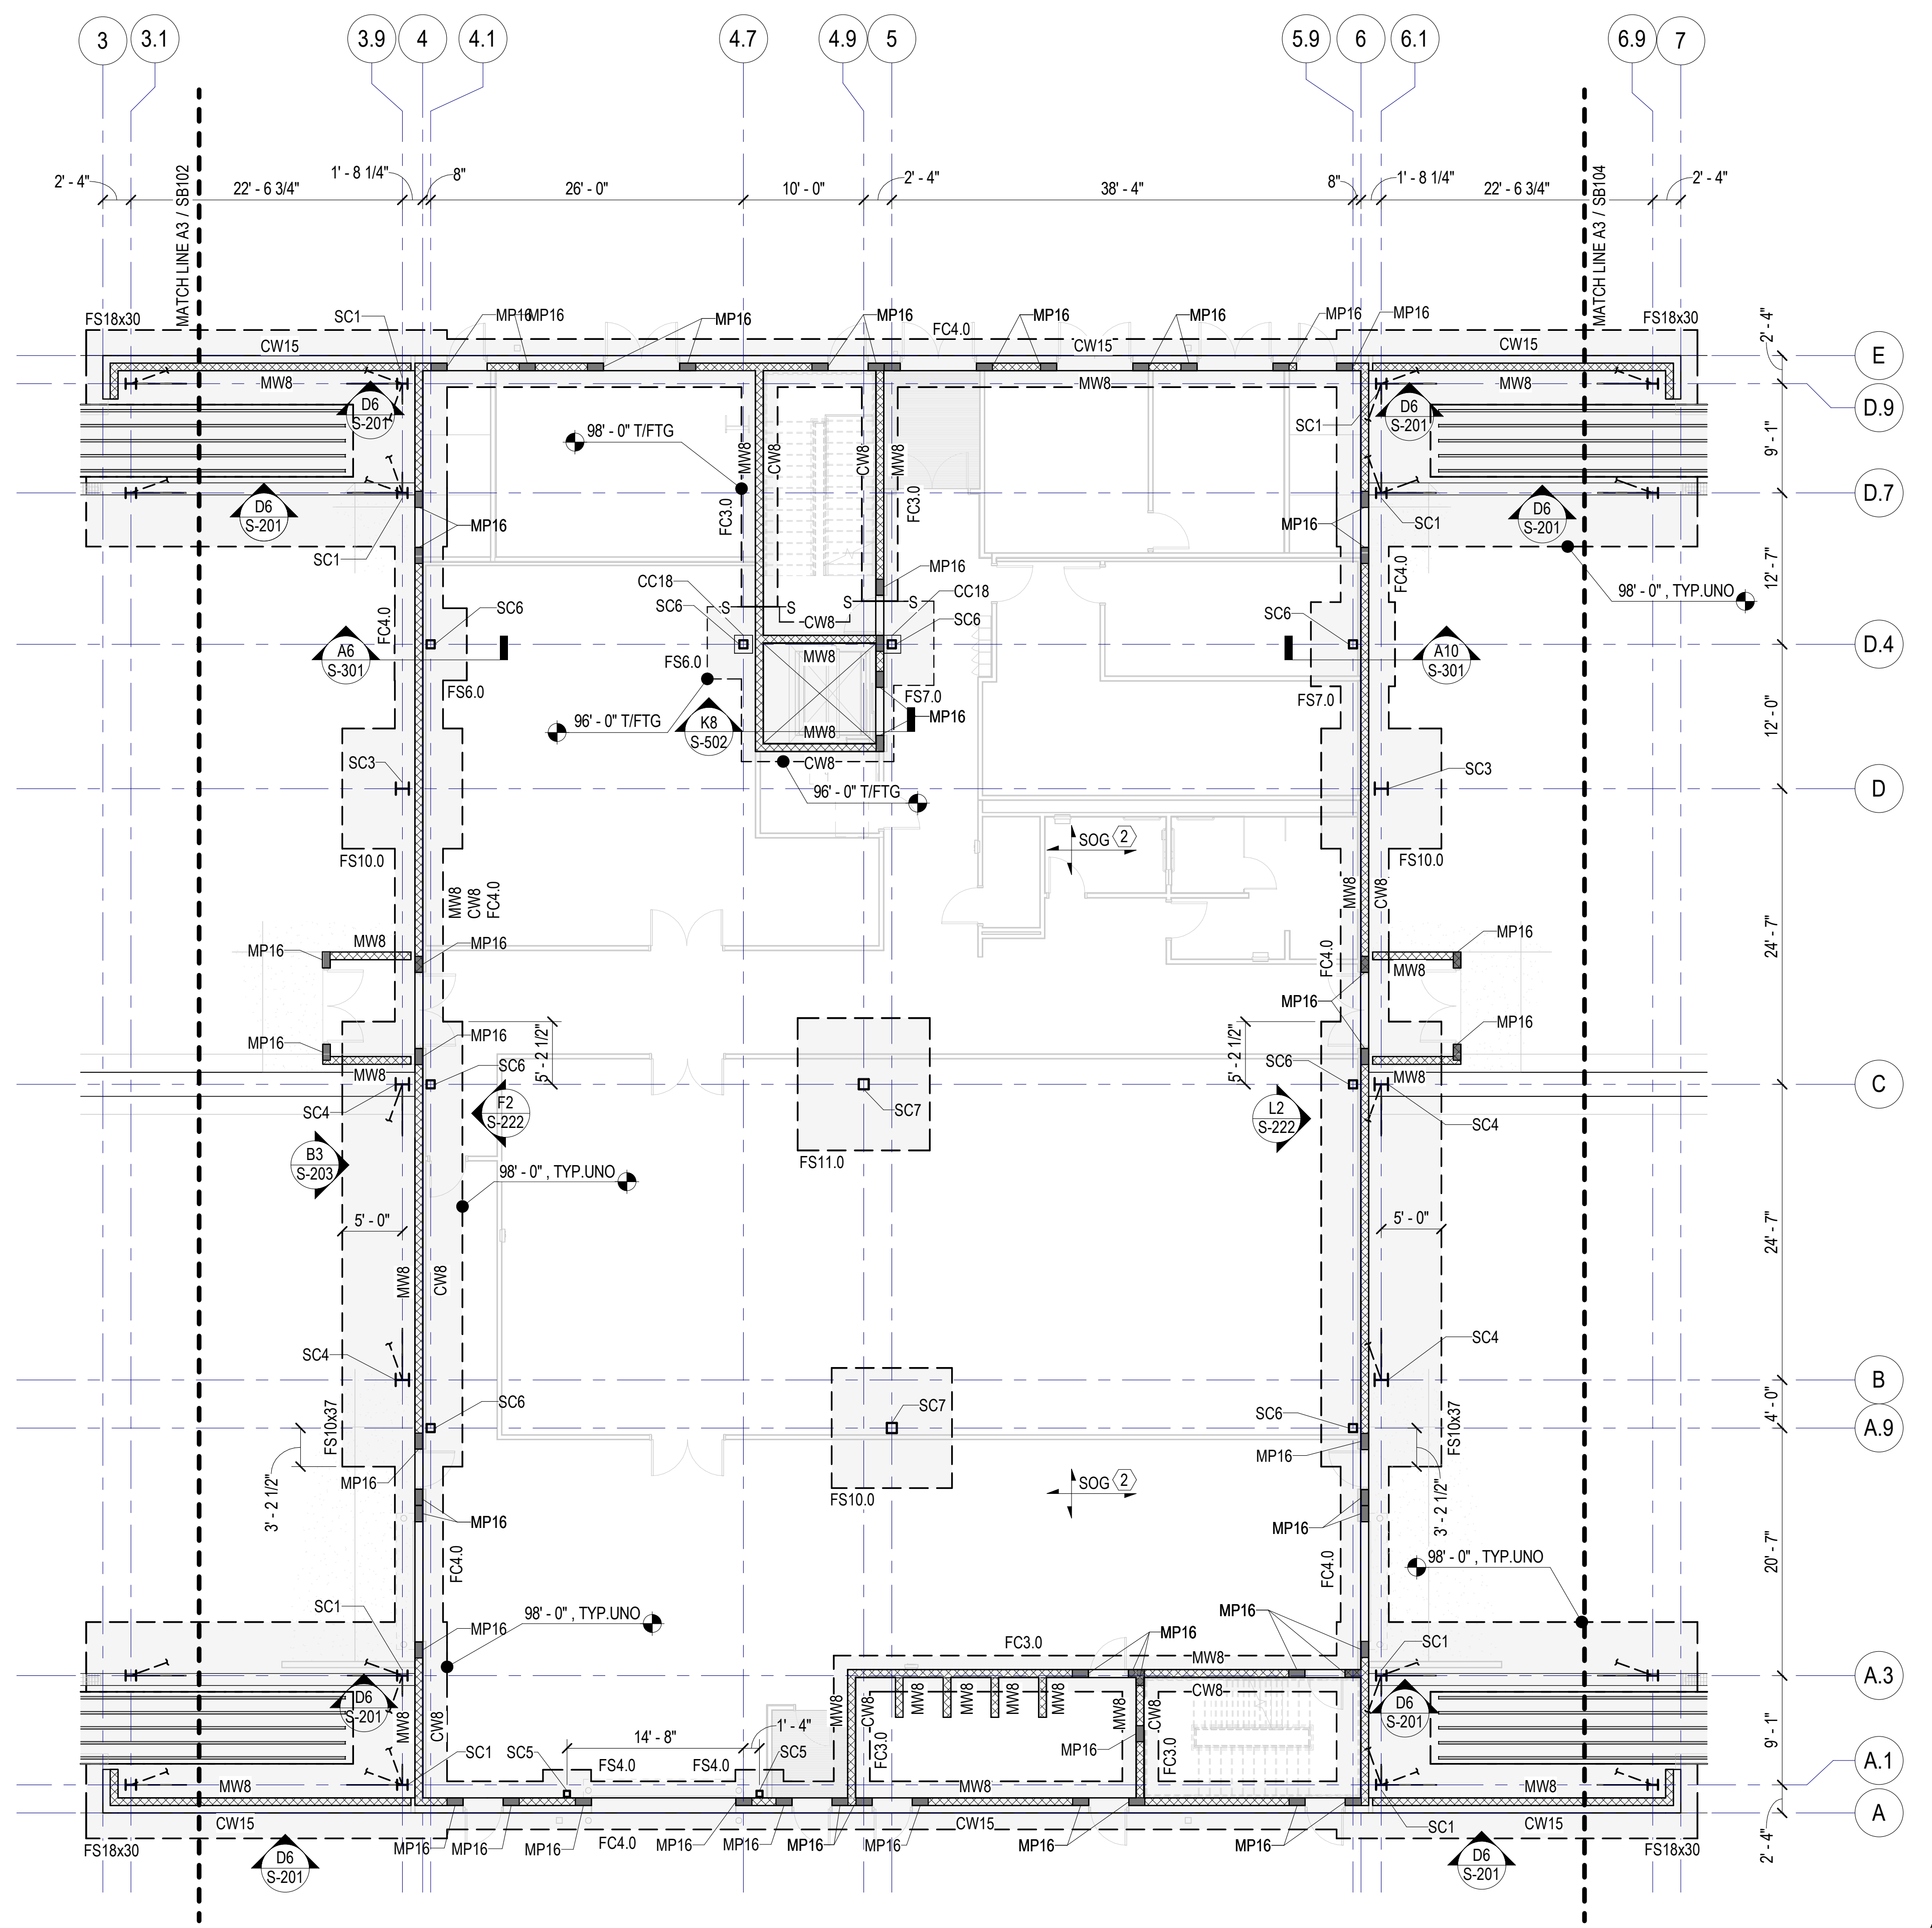 3
3.1
3.9
4
4.1
4.7
4.9
5
5.9
6
6.1
6.9
7
2' - 4"
22' - 6 3/4"
1' - 8 1/4"
8"
26' - 0"
10' - 0"
2' - 4"
38' - 4"
8"
1' - 8 1/4"
22' - 6 3/4"
2' - 4"
MATCH LINE A3 / SB102
MATCH LINE A3 / SB104
FS18x30
SC1
MP16
MP16
MP16
MP16
FC4.0
MP16
MP16
MP16
MP16
FS18x30
2' - 4"
CW15
CW15
CW15
E
MW8
MW8
MW8
D6
S-201
D6
S-201
D.9
SC1
98' - 0" T/FTG
MW8
CW8
CW8
MW8
9' - 1"
FC3.0
FC3.0
D.7
D6
S-201
MP16
MP16
SC1
D6
S-201
SC1
FC4.0
MP16
CC18
CC18
98' - 0" , TYP.UNO
12' - 7"
SC6
SC6
SC6
SC6
S
S
S
S
CW8
FC4.0
A6
S-301
MW8
A10
S-301
D.4
FS6.0
FS6.0
FS7.0
FS7.0
96' - 0" T/FTG
K8
S-502
MW8
MP16
12' - 0"
CW8
SC3
SC3
D
96' - 0" T/FTG
SOG 2
FS10.0
FS10.0
MW8
CW8
FC4.0
MW8
CW8
24' - 7"
MP16
MW8
MP16
FC4.0
MP16
MW8
MP16
MP16
MP16
MP16
5' - 2 1/2"
5' - 2 1/2"
MW8
SC6
SC6
MW8
C
SC4
F2
S-222
SC7
L2
S-222
SC4
B3
S-203
FS11.0
98' - 0" , TYP.UNO
5' - 0"
5' - 0"
24' - 7"
MW8
CW8
SC4
SC4
B
SC6
SC7
SC6
4' - 0"
FS10x37
FS10x37
A.9
MP16
MP16
3' - 2 1/2"
FS10.0
SOG 2
3' - 2 1/2"
MP16
MP16
FC4.0
FC4.0
98' - 0" , TYP.UNO
20' - 7"
SC1
98' - 0" , TYP.UNO
MP16
MP16
MP16
FC3.0
MW8
SC1
A.3
D6
S-201
MW8
CW8
MW8
CW8
MW8
MW8
MW8
MW8
MW8
CW8
CW8
D6
S-201
14' - 8"
1' - 4"
FC3.0
MP16
FC3.0
9' - 1"
SC1
SC5
FS4.0
FS4.0
SC5
A.1
MW8
MW8
MW8
CW15
CW15
SC1
CW15
A
FS18x30
MP16
MP16
MP16
FC4.0
MP16
MP16
MP16
MP16
MP16
MP16
FS18x30
2' - 4"
D6
S-201
D6
S-201